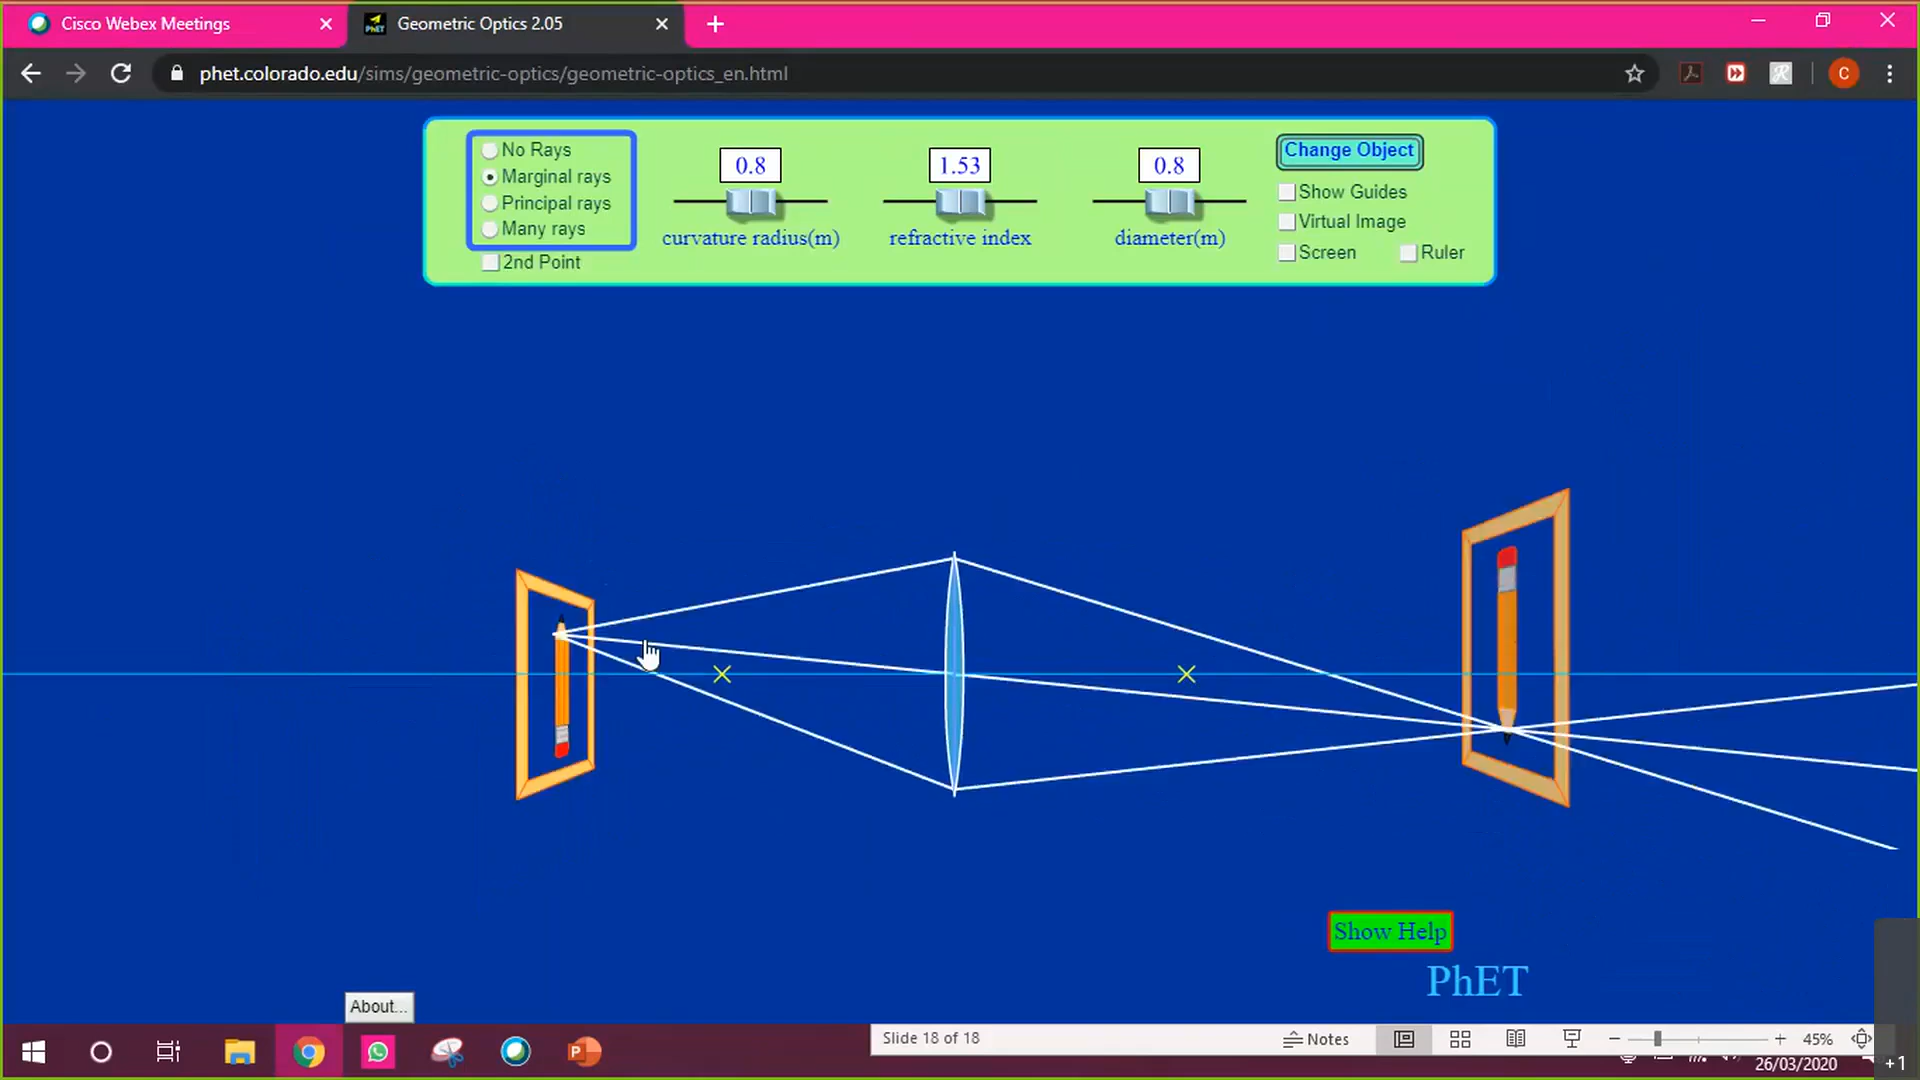 Cisco Webex Meetings
Geometric Optics 2.05
phet.colorado.edu/sims/geometric-optics/geometric-optics_en.html
C
No Rays
Marginal rays
Principal rays
Many rays
2nd Point
0.8
curvature radius(m)
1.53
refractive index
0.8
diameter(m)
Change Object
Show Guides
Virtual Image
Screen
Ruler
Show Help
PhET
About...
Slide 18 of 18
Notes
45%
26/03/2020
+1